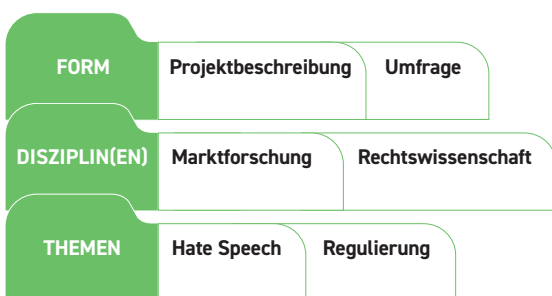 FORM Projektbeschreibung Umfrage
DISZIPLIN(EN) Marktforschung Rechtswissenschaft
THEMEN Hate Speech Regulierung